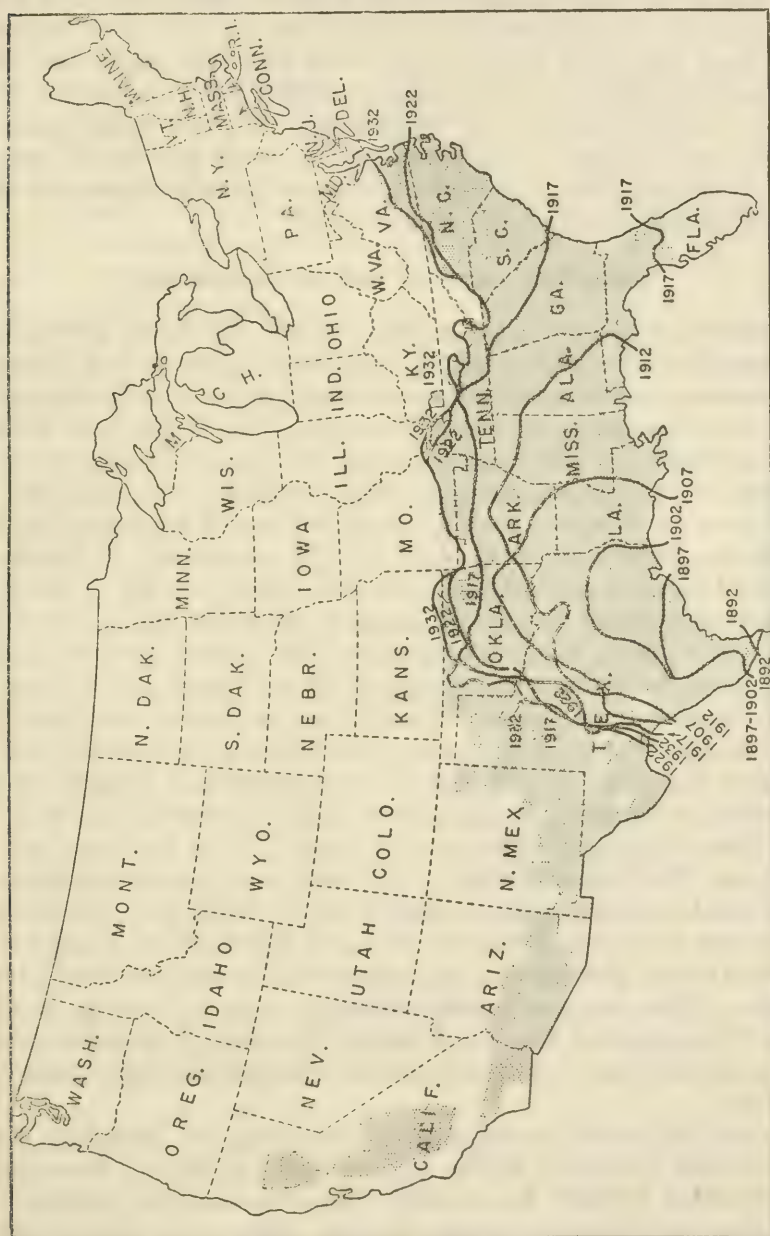 WASH.
OREG.
CALIF.
NEV.
IDAHO
MONT.
WYO.
UTAH
ARIZ.
COLO.
N. MEX
N. DAK.
S. DAK.
NEBR.
KANS.
OKLA.
TEX.
MINN.
IOWA
MO.
ARK.
LA.
WIS.
ILL.
MICH.
IND.
OHIO
KY.
TENN.
MISS.
ALA.
GA.
FLA.
S. C.
N. C.
VA.
W. VA.
PA.
N. Y.
VT.
N.H.
MAINE
MASS.
R.I.
CONN.
N. J.
DEL.
MD.
1932
1922
1917
1917
1917
1912
1907
1902
1897
1892
1892
1897-1902
1912
1907
1917
1932
1922
1922
1917
1932
1922
1917
1932
1922
1932